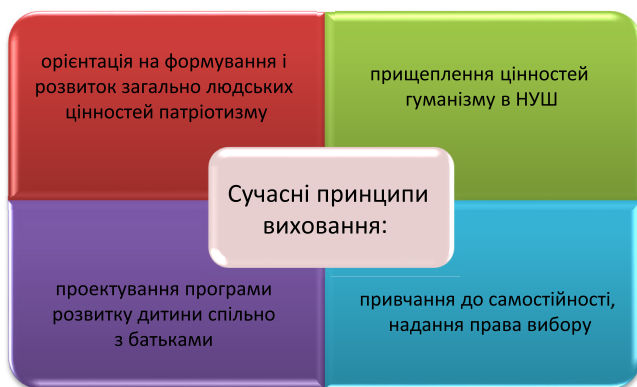 орієнтація на формування і
розвиток загально людських
цінностей патріотизму
прищеплення цінностей
гуманізму в НУШ
Сучасні принципи
виховання:
проектування програми
розвитку дитини спільно
з батьками
привчання до самостійності,
надання права вибору